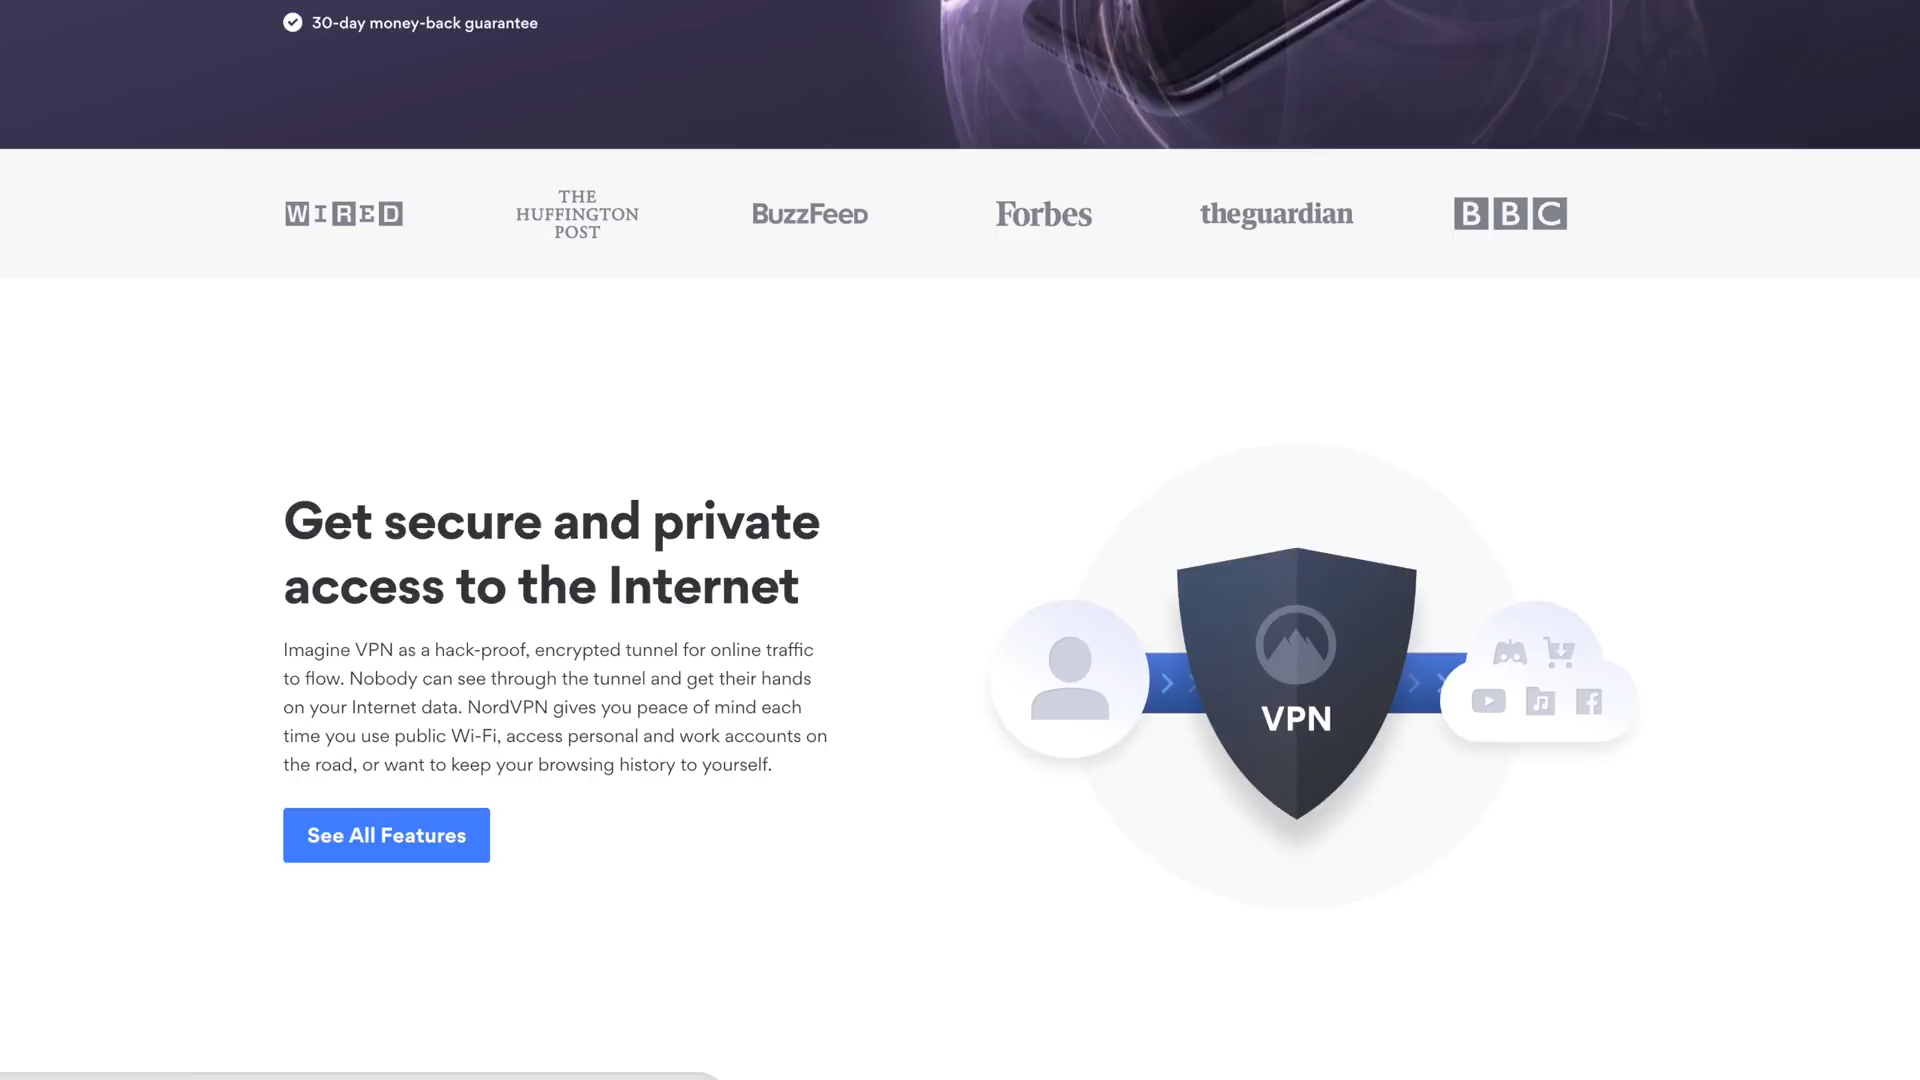 30-day money-back guarantee
WIRED
THE
HUFFINGTON
POST
BuzzFeed
Forbes
theguardian
BBC
Get secure and private
access to the Internet
Imagine VPN as a hack-proof, encrypted tunnel for online traffic
to flow. Nobody can see through the tunnel and get their hands
on your Internet data. NordVPN gives you peace of mind each
time you use public Wi-Fi, access personal and work accounts on
the road, or want to keep your browsing history to yourself.
See All Features
VPN